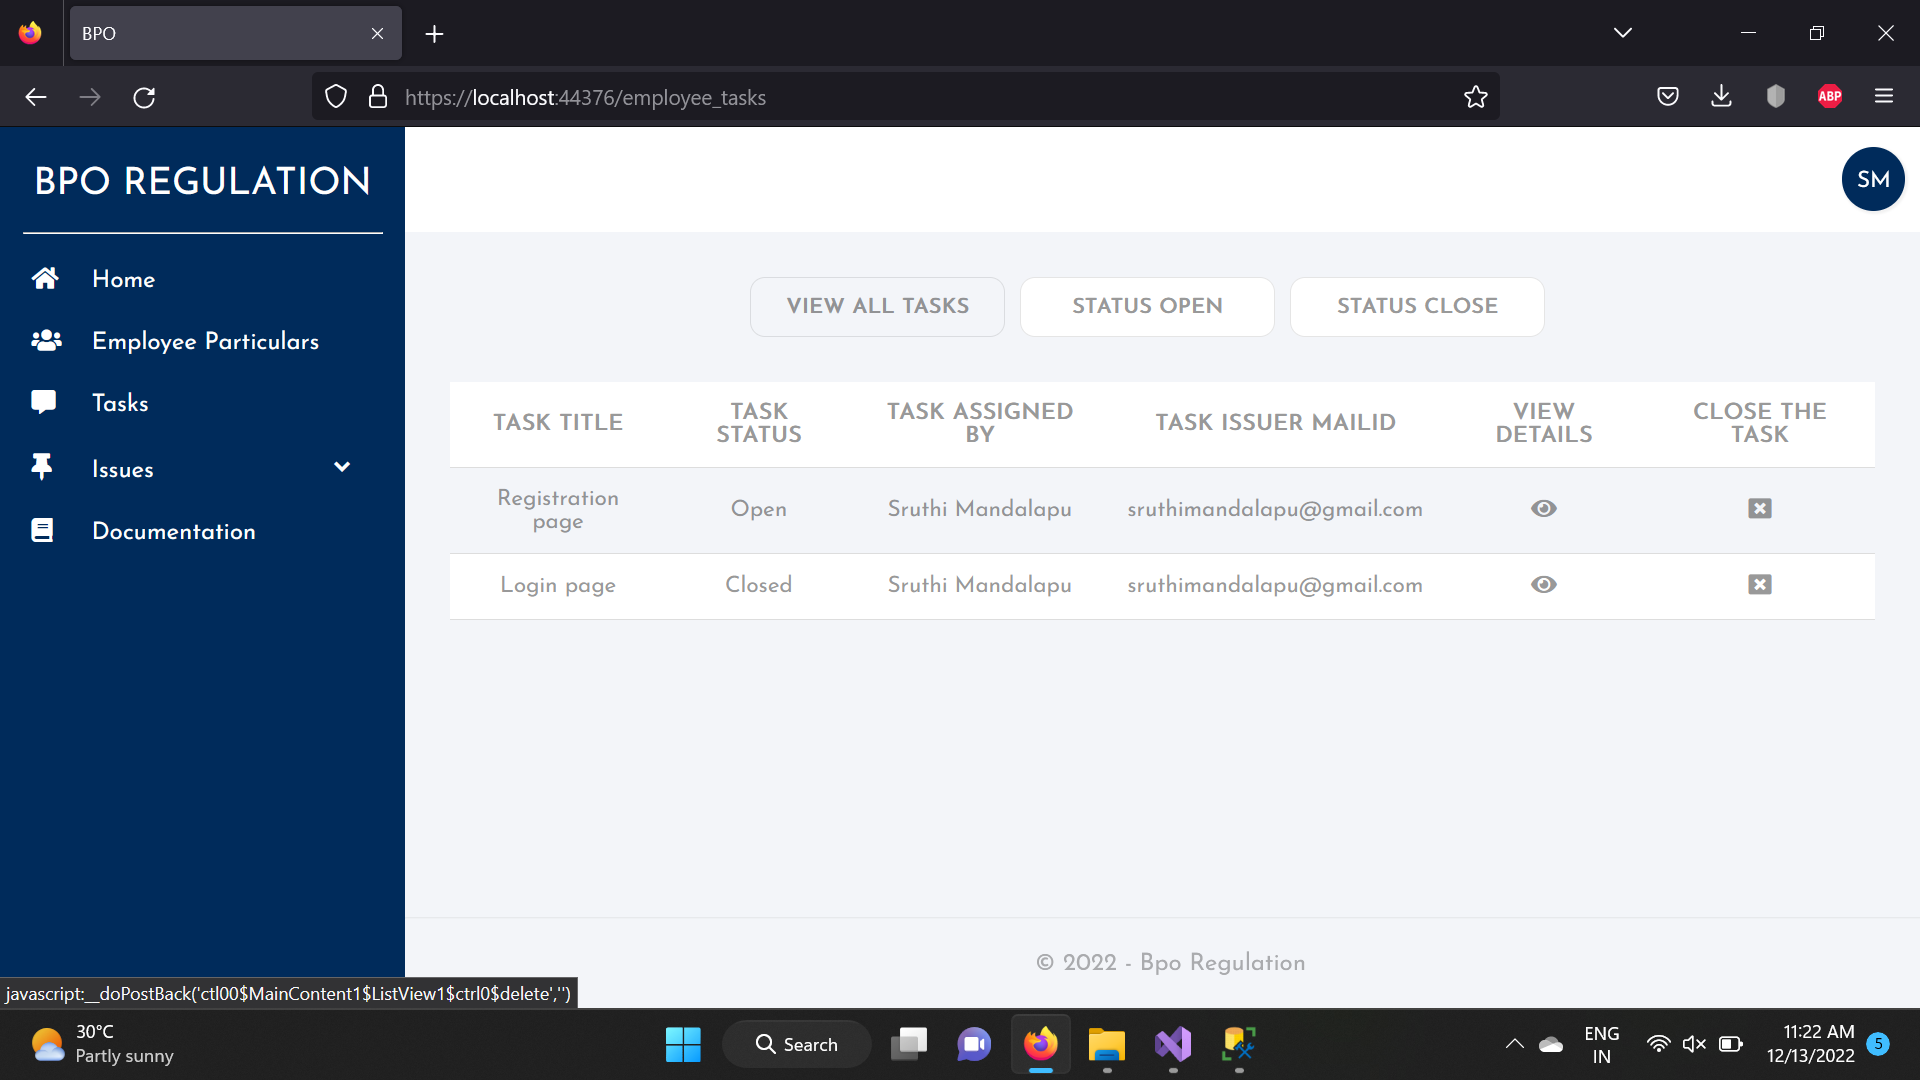 BPO
https://localhost:44376/employee_tasks
ABP
BPO REGULATION
SM
Home
Employee Particulars
Tasks
Issues
Documentation
VIEW ALL TASKS
STATUS OPEN
STATUS CLOSE
TASK TITLE
TASK
STATUS
TASK ASSIGNED
BY
TASK ISSUER MAILID
VIEW
DETAILS
CLOSE THE
TASK
Registration
page
Open
Sruthi Mandalapu
sruthimandalapu@gmail.com
Login page
Closed
Sruthi Mandalapu
sruthimandalapu@gmail.com
© 2022 - Bpo Regulation
javascript:__doPostBack('ctl00$MainContent1$ListView1$ctrl0$delete','')
30°C
Partly sunny
Search
ENG
IN
11:22 AM
12/13/2022
5